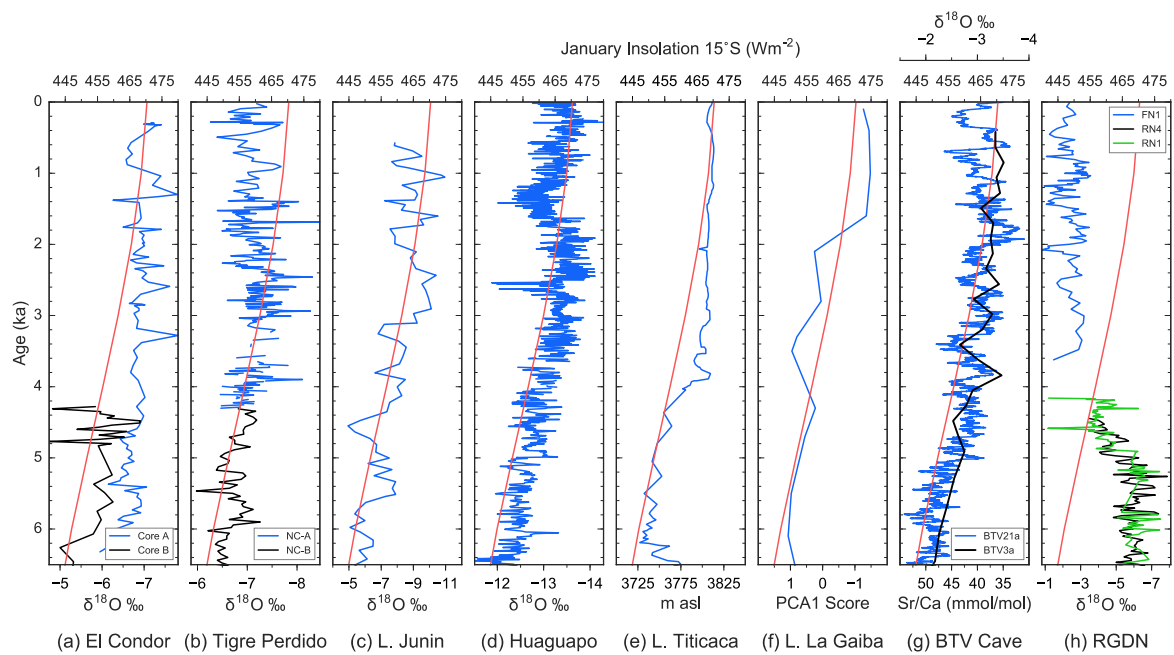 δ18O ‰
−2 −3 −4
January Insolation 15˚S (Wm−2)
445 455 465 475 445 455 465 475 445 455 465 475 445 455 465 475 445 455 465 475 445 455 465 475 445 455 465 475
0
1
2
3
4
5
6
Age (ka)
FN1
RN4
RN1
Core A
Core B
NC-A
NC-B
BTV21a
BTV3a
−5 −6 −7 −6 −7 −8 −5 −7 −9 −11 −12 −13 −14 3725 3775 3825 1 0 −1 50 45 40 35 −1 −3 −5 −7
δ18O ‰ δ18O ‰ δ18O ‰ δ18O ‰ m asl PCA1 Score Sr/Ca (mmol/mol) δ18O ‰
(a) El Condor (b) Tigre Perdido (c) L. Junin (d) Huaguapo (e) L. Titicaca (f) L. La Gaiba (g) BTV Cave (h) RGDN